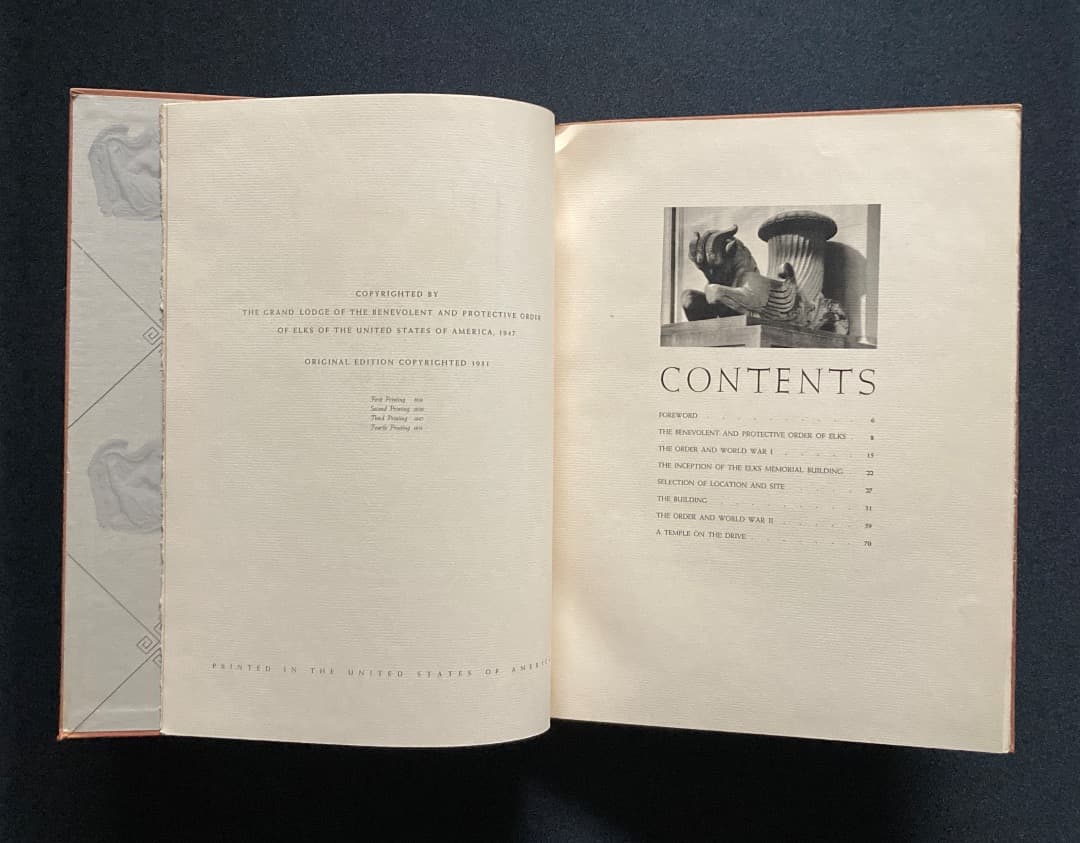 COPYRIGHTED BY
THE GRAND LODGE OF THE BENEVOLENT AND PROTECTIVE ORDER
OF ELKS OF THE UNITED STATES OF AMERICA, 1947
ORIGINAL EDITION COPYRIGHTED 1931
First Printing
Second Printing
Third Printing
Fourth Printing
PRINTED IN THE UNITED STATES OF AMERICA
CONTENTS
FOREWORD 6
THE BENEVOLENT AND PROTECTIVE ORDER OF ELKS 8
THE ORDER AND WORLD WAR I 15
THE INCEPTION OF THE ELKS MEMORIAL BUILDING 22
SELECTION OF LOCATION AND SITE 27
THE BUILDING 31
THE ORDER AND WORLD WAR II 59
A TEMPLE ON THE DRIVE 70